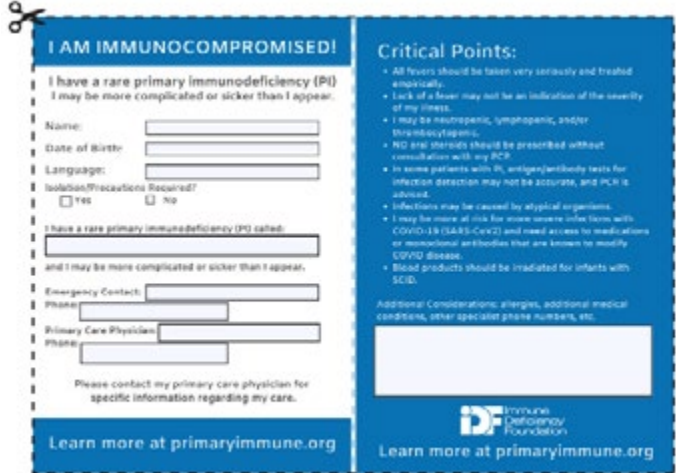 I AM IMMUNOCOMPROMISED!
I have a rare primary immunodeficiency (PI)
I may be more complicated or sicker than I appear.
Name:
Date of Birth:
Language:
Isolation/Precautions Required?
Yes No
I have a rare primary immunodeficiency (PI) called:
and I may be more complicated or sicker than I appear.
Emergency Contact:
Phone:
Primary Care Physician:
Phone:
Please contact my primary care physician for
specific information regarding my care.
Learn more at primaryimmune.org
Critical Points:
• All fevers should be taken very seriously and treated
empirically.
• Lack of a fever may not be an indication of the severity
of my illness.
• I may be neutropenic, lymphopenic, and/or
thrombocytopenic.
• NO oral steroids should be prescribed without
consultation with my PCP.
• In some patients with PI, antigen/antibody tests for
infection detection may not be accurate, and PCR is
advised.
• Infections may be caused by atypical organisms.
• I may be more at risk for more severe infections with
COVID-19 (SARS-CoV2) and need access to medications
or monoclonal antibodies that are known to modify
COVID disease.
• Blood products should be irradiated for infants with
SCID.
Additional Considerations: allergies, additional medical
conditions, other specialist phone numbers, etc.
IDF Immune
Deficiency
Foundation
Learn more at primaryimmune.org